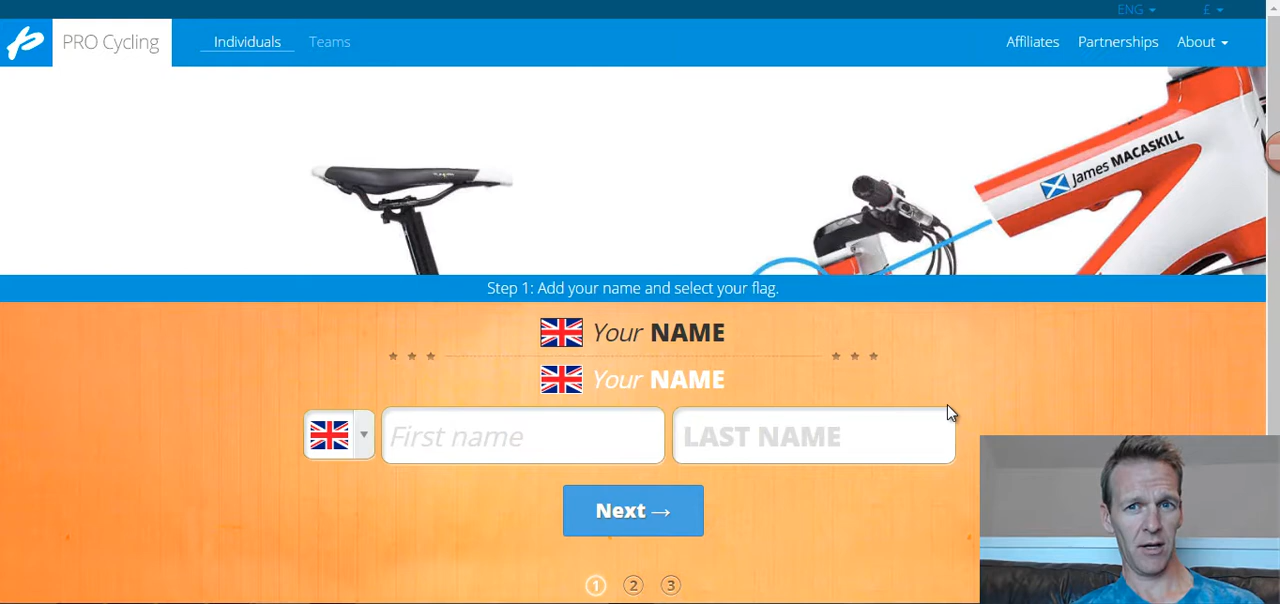 ENG £
PRO Cycling Individuals Teams Affiliates Partnerships About
James MACASKILL
Step 1: Add your name and select your flag.
Your NAME
Your NAME
First name LAST NAME
Next →
1 2 3